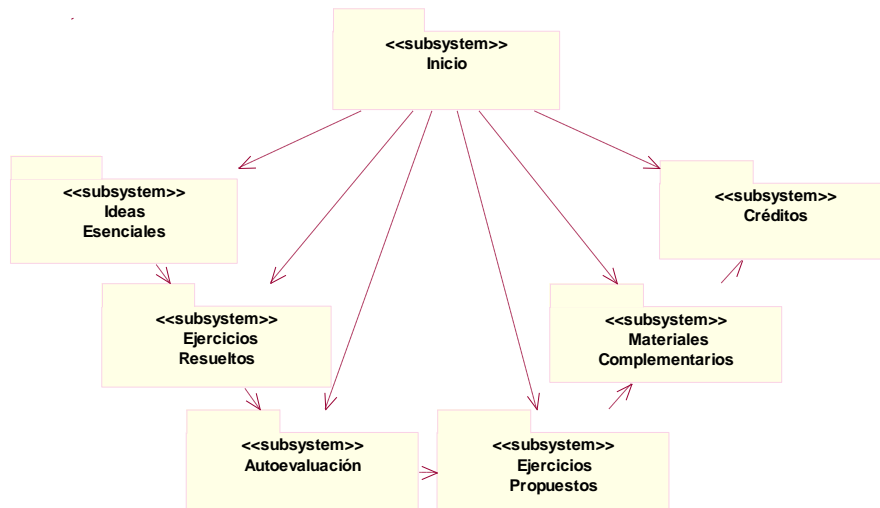 <<subsystem>>
Inicio
<<subsystem>>
Ideas
Esenciales
<<subsystem>>
Créditos
<<subsystem>>
Ejercicios
Resueltos
<<subsystem>>
Materiales
Complementarios
<<subsystem>>
Autoevaluación
<<subsystem>>
Ejercicios
Propuestos